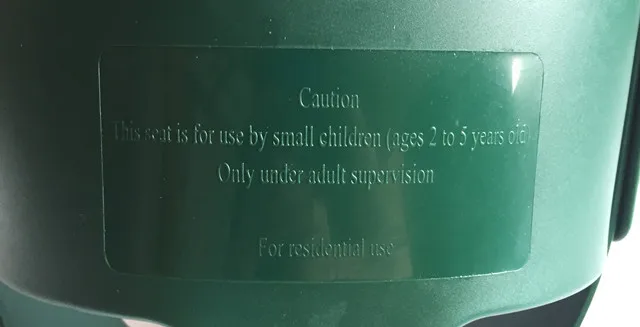 Caution
This seat is for use by small children (ages 2 to 5 years old)
Only under adult supervision
For residential use